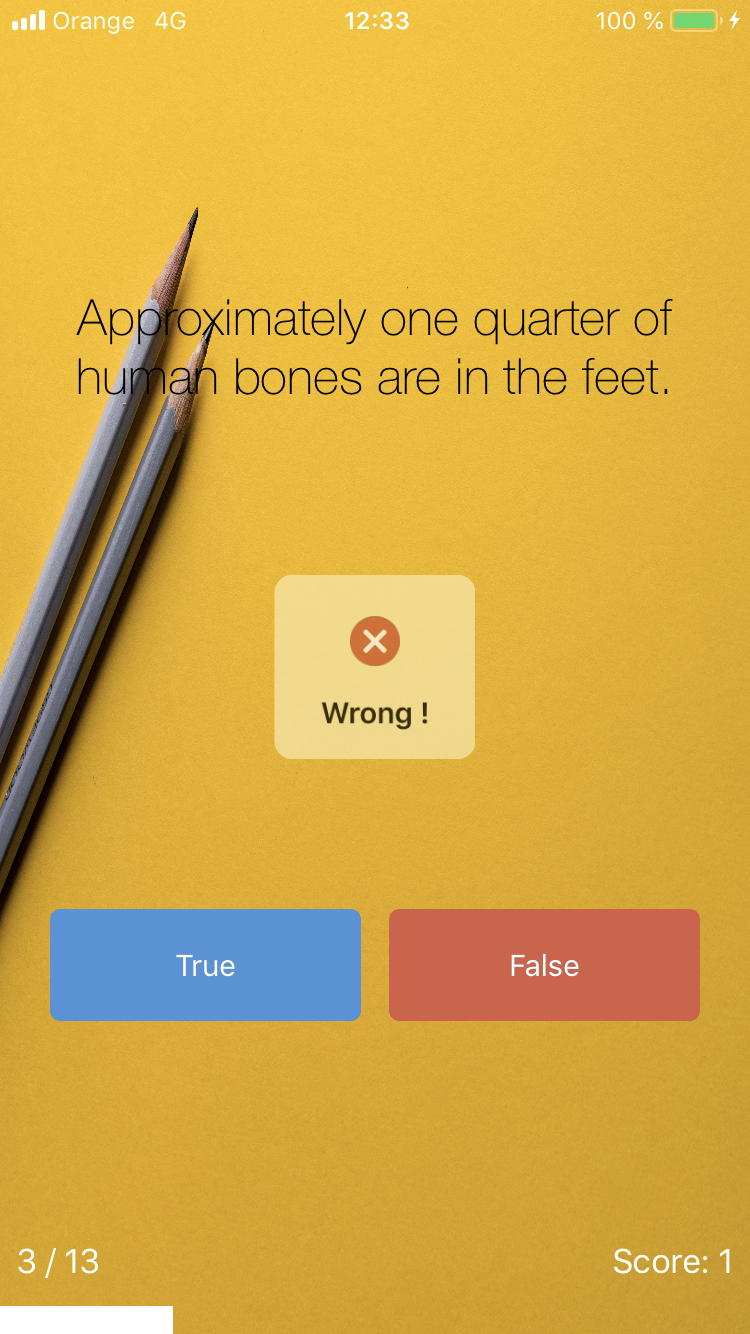 Orange 4G 12:33 100 %
Approximately one quarter of
human bones are in the feet.
Wrong !
True False
3 / 13 Score: 1